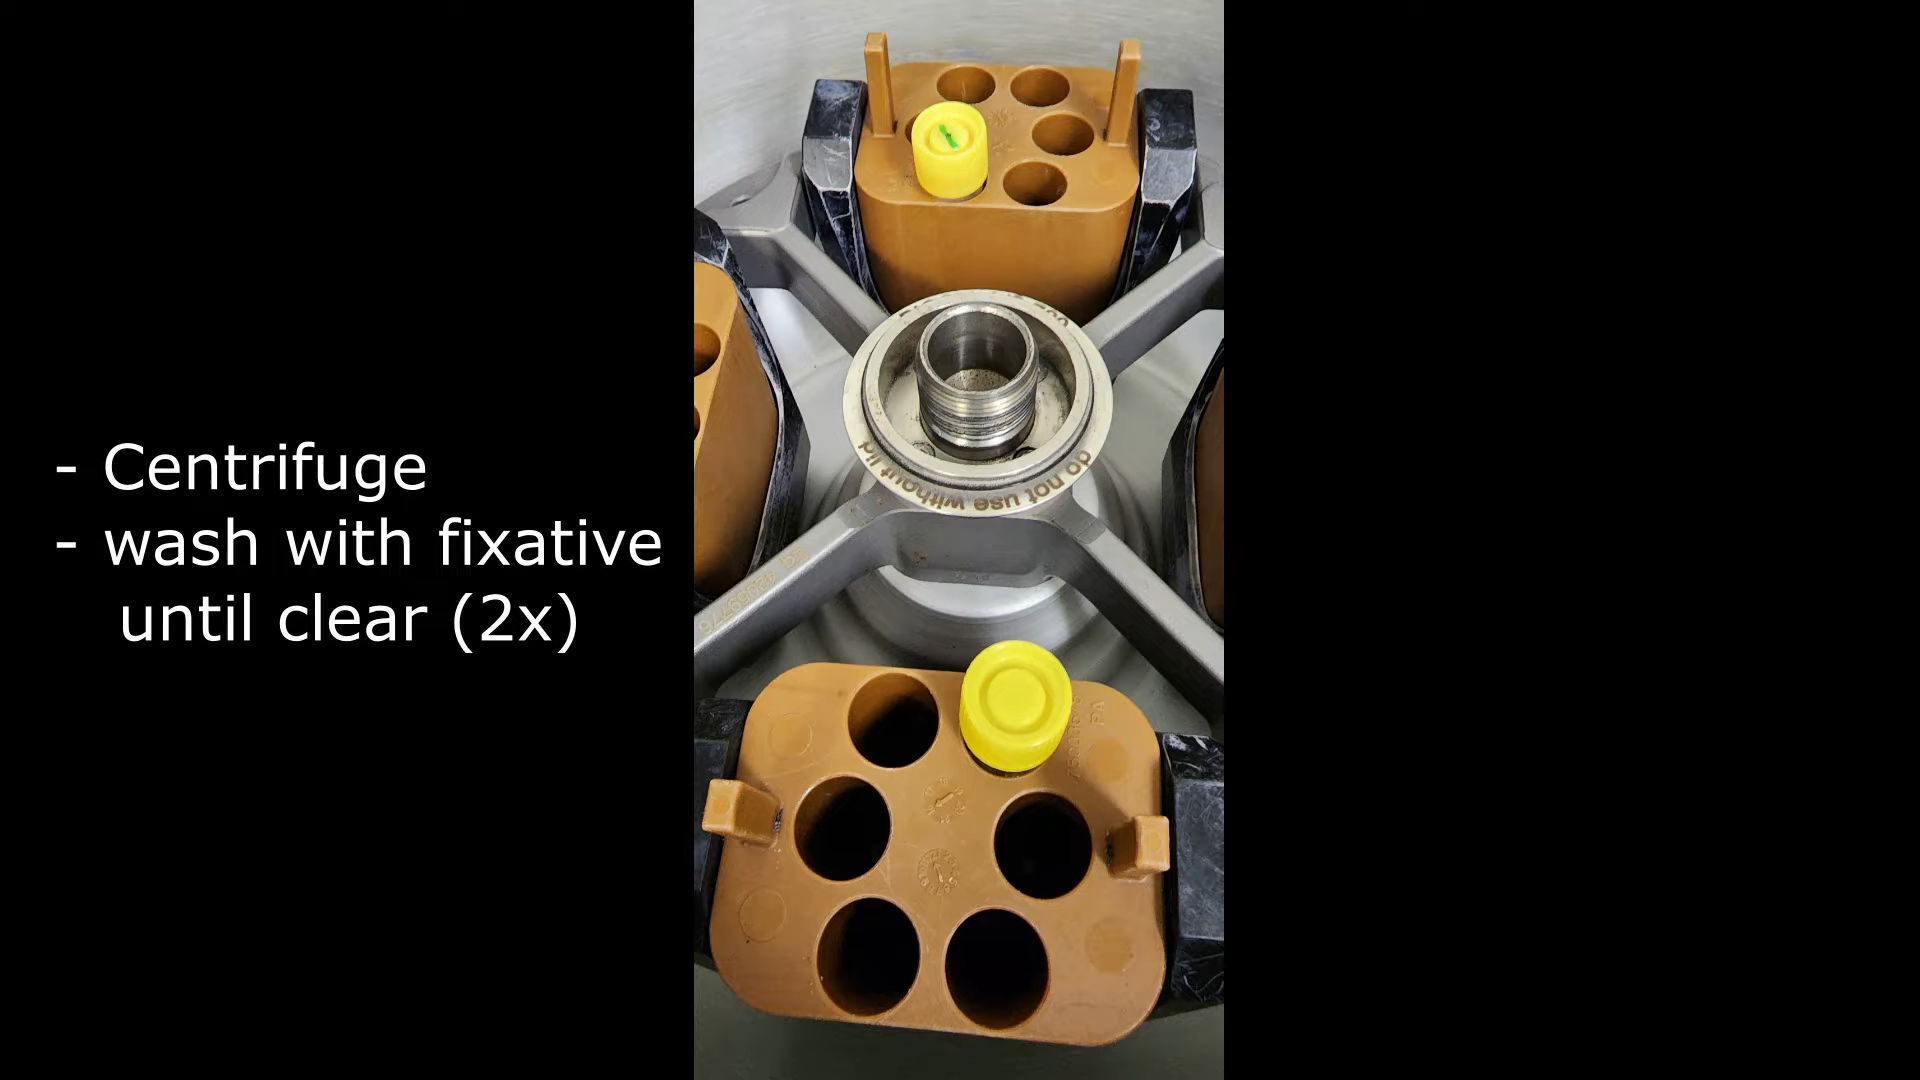 - Centrifuge
- wash with fixative
until clear (2x)
do not use without lid